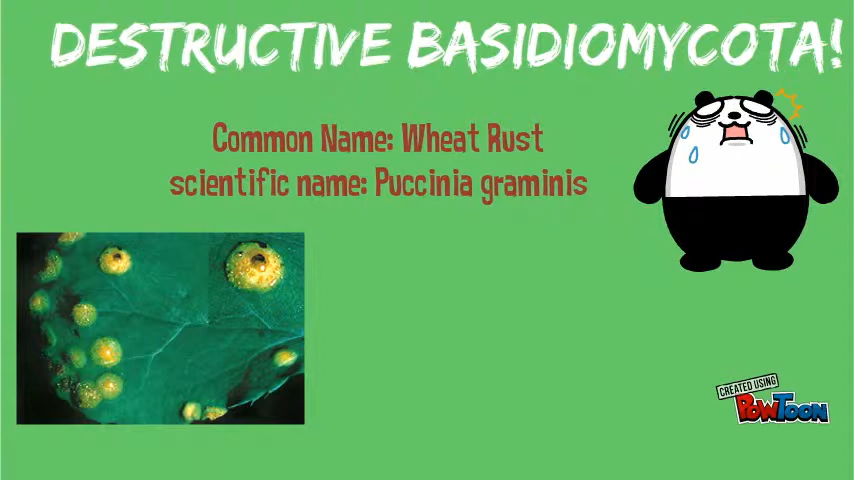 DESTRUCTIVE BASIDIOMYCOTA!
Common Name: Wheat Rust
scientific name: Puccinia graminis
CREATED USING
POWTOON